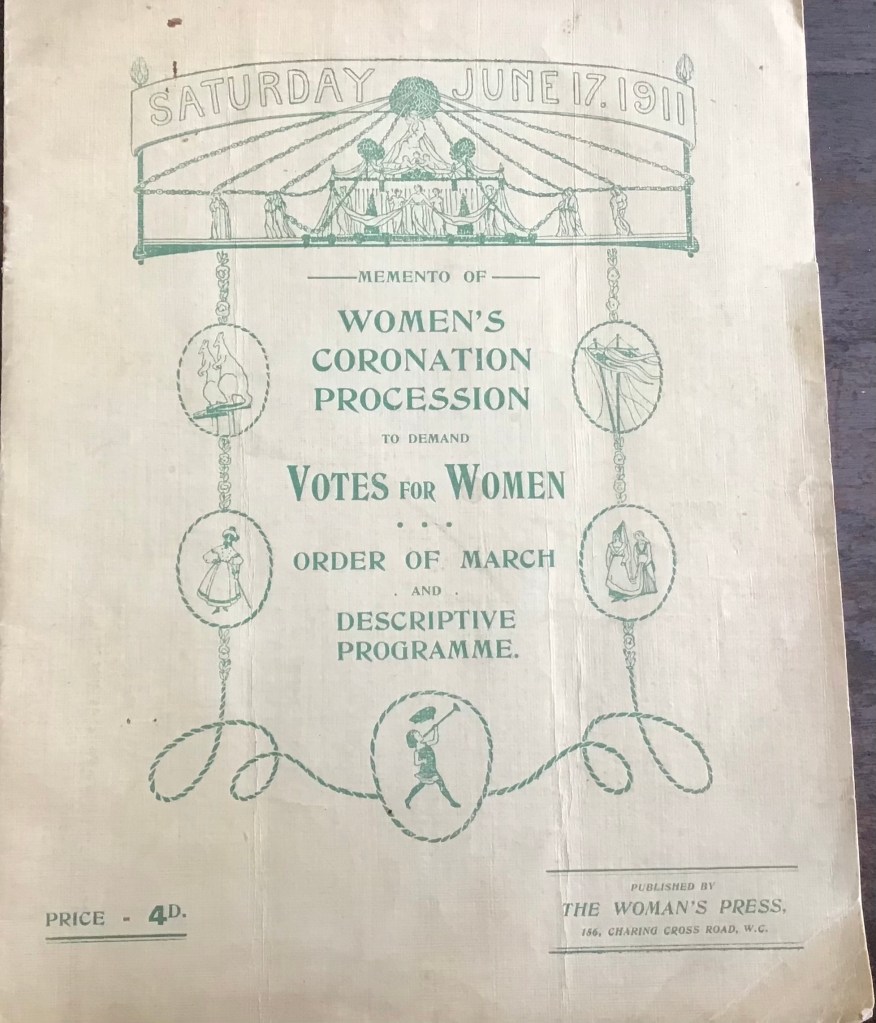 SATURDAY JUNE 17. 1911
MEMENTO OF
WOMEN'S
CORONATION
PROCESSION
TO DEMAND
VOTES FOR WOMEN
ORDER OF MARCH
. AND .
DESCRIPTIVE
PROGRAMME.
PRICE - 4D.
PUBLISHED BY
THE WOMAN'S PRESS,
156, CHARING CROSS ROAD, W.C.